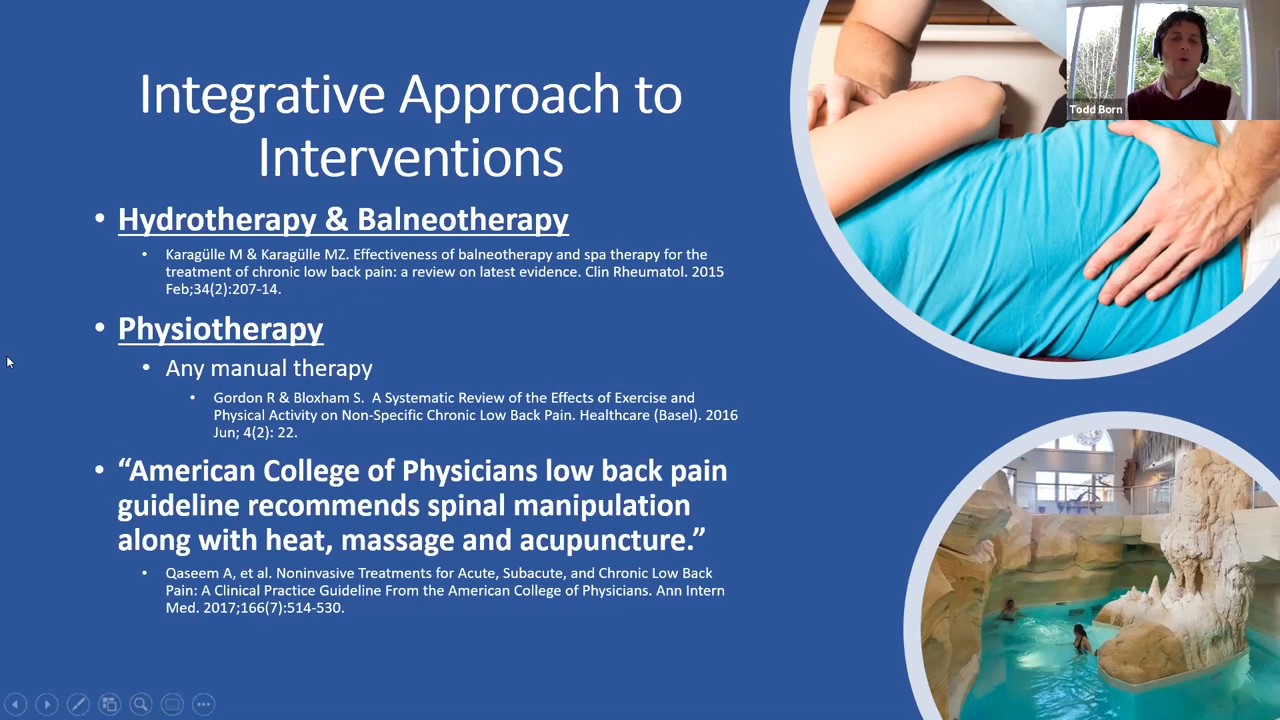 Integrative Approach to
Interventions
• Hydrotherapy & Balneotherapy
• Karagülle M & Karagülle MZ. Effectiveness of balneotherapy and spa therapy for the
treatment of chronic low back pain: a review on latest evidence. Clin Rheumatol. 2015
Feb;34(2):207-14.
• Physiotherapy
• Any manual therapy
• Gordon R & Bloxham S.  A Systematic Review of the Effects of Exercise and
Physical Activity on Non-Specific Chronic Low Back Pain. Healthcare (Basel). 2016
Jun; 4(2): 22.
• “American College of Physicians low back pain
guideline recommends spinal manipulation
along with heat, massage and acupuncture.”
• Qaseem A, et al. Noninvasive Treatments for Acute, Subacute, and Chronic Low Back
Pain: A Clinical Practice Guideline From the American College of Physicians. Ann Intern
Med. 2017;166(7):514-530.
Todd Born